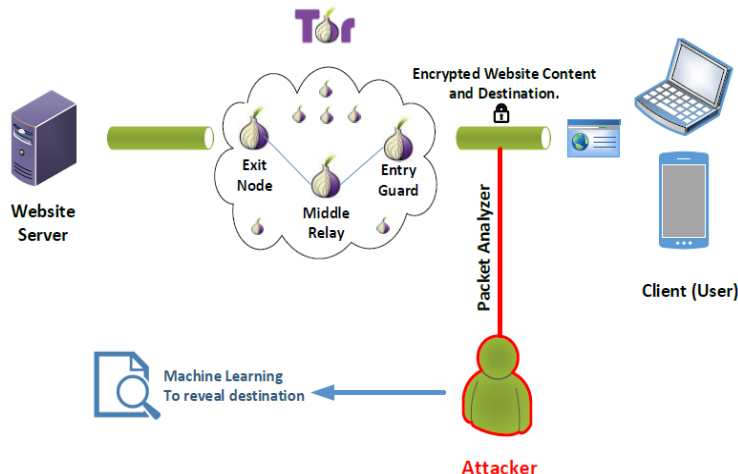 Tor
Encrypted Website Content
and Destination.
Exit
Node
Entry
Guard
Middle
Relay
Website
Server
Packet Analyzer
Client (User)
Machine Learning
To reveal destination
Attacker